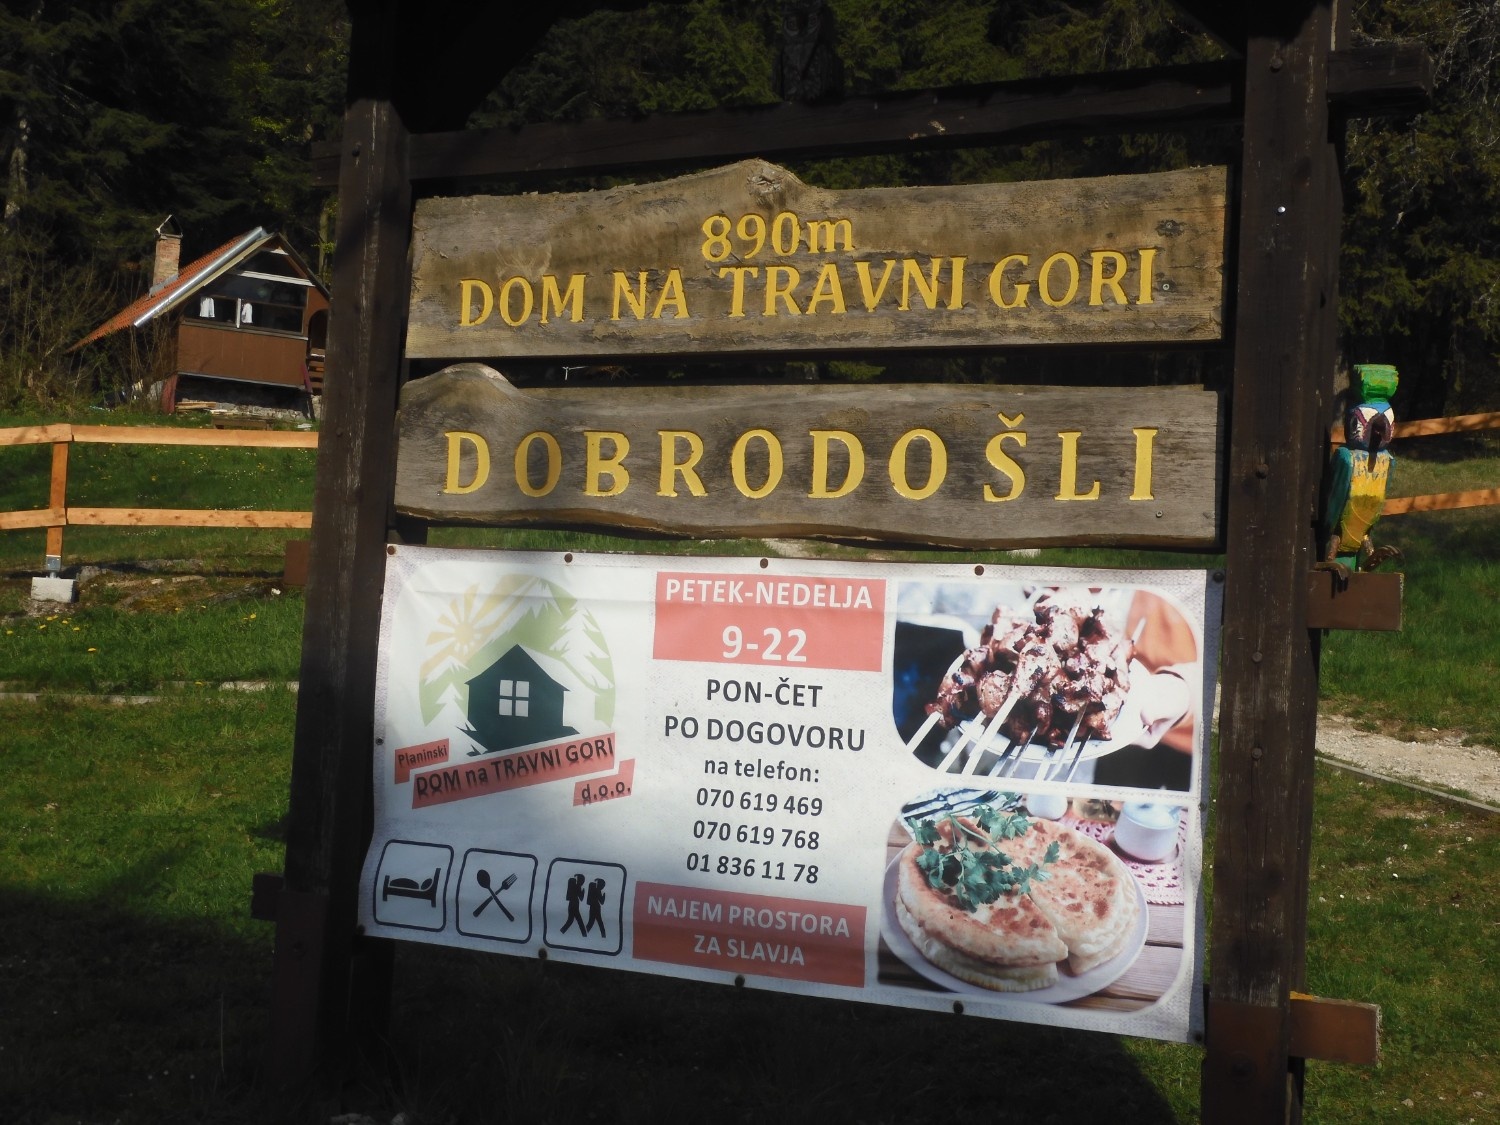 890m
DOM NA TRAVNI GORI
DOBRODOŠLI
Planinski
DOM na TRAVNI GORI
d.o.o.
PETEK-NEDELJA
9-22
PON-ČET
PO DOGOVORU
na telefon:
070 619 469
070 619 768
01 836 11 78
NAJEM PROSTORA
ZA SLAVJA